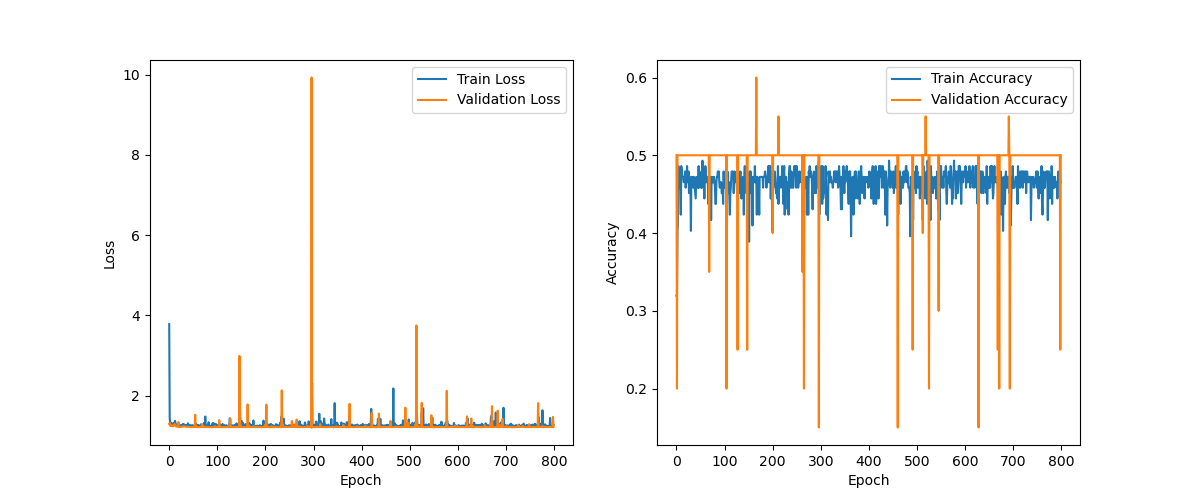 10
8
6
4
2
0 100 200 300 400 500 600 700 800
Loss
Epoch
Train Loss
Validation Loss
0.6
0.5
0.4
0.3
0.2
0 100 200 300 400 500 600 700 800
Accuracy
Epoch
Train Accuracy
Validation Accuracy